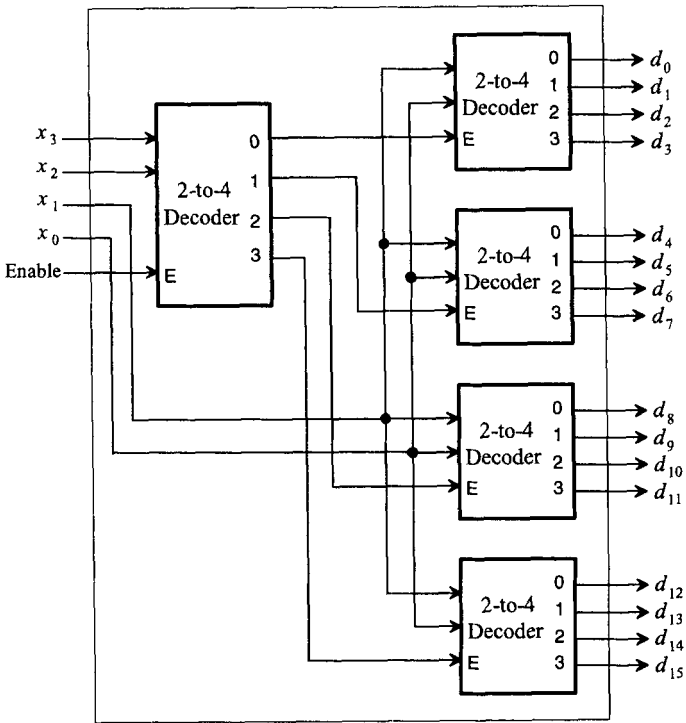 x₃
x₂
x₁
x₀
Enable
2-to-4
Decoder
E
0
1
2
3
2-to-4
Decoder
E
0
1
2
3
d₀
d₁
d₂
d₃
2-to-4
Decoder
E
0
1
2
3
d₄
d₅
d₆
d₇
2-to-4
Decoder
E
0
1
2
3
d₈
d₉
d₁₀
d₁₁
2-to-4
Decoder
E
0
1
2
3
d₁₂
d₁₃
d₁₄
d₁₅